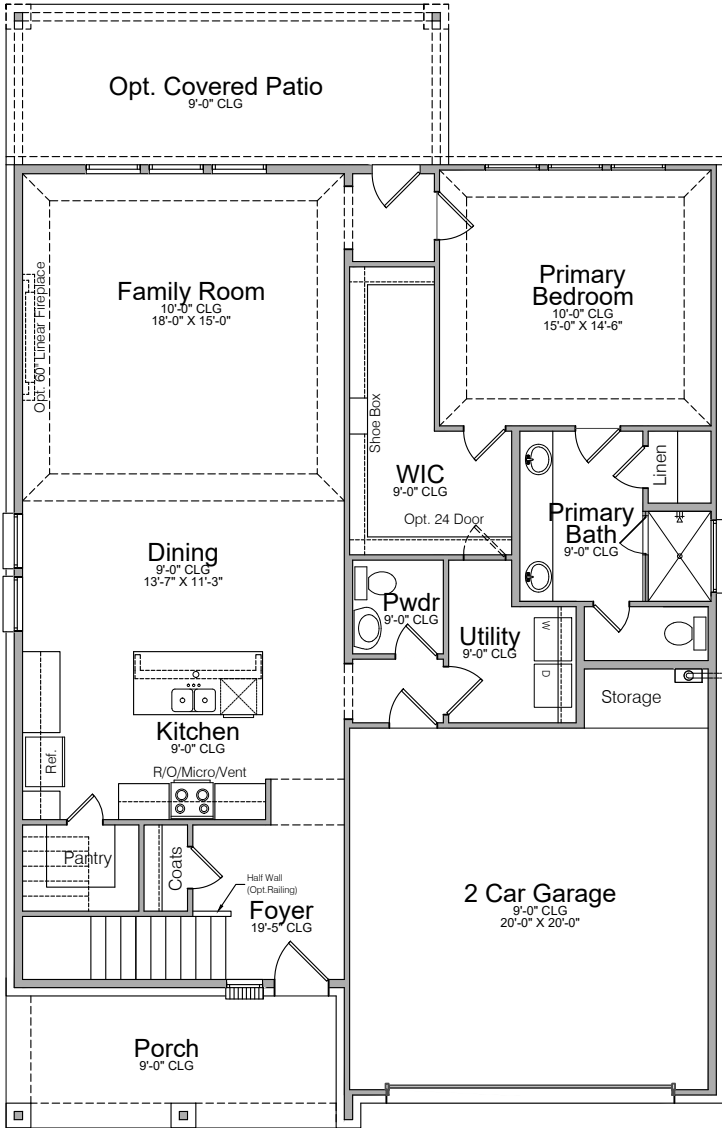 Opt. Covered Patio
9'-0" CLG
Family Room
10'-0" CLG
18'-0" X 15'-0"
Opt. 60" Linear Fireplace
Primary
Bedroom
10'-0" CLG
15'-0" X 14'-6"
Shoe Box
WIC
9'-0" CLG
Opt. 24 Door
Linen
Primary
Bath
9'-0" CLG
Dining
9'-0" CLG
13'-7" X 11'-3"
Pwdr
9'-0" CLG
Utility
9'-0" CLG
W
D
Storage
Kitchen
9'-0" CLG
Ref.
R/O/Micro/Vent
Pantry
Coats
Half Wall
(Opt.Railing)
Foyer
19'-5" CLG
2 Car Garage
9'-0" CLG
20'-0" X 20'-0"
Porch
9'-0" CLG